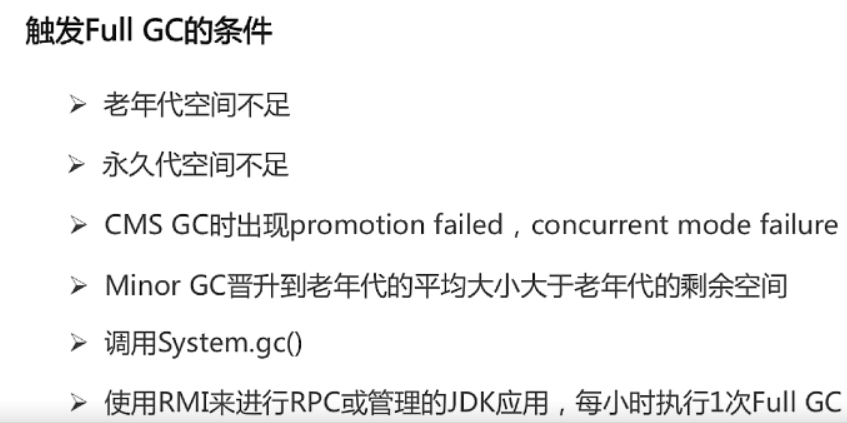 触发Full GC的条件
➢ 老年代空间不足
➢ 永久代空间不足
➢ CMS GC时出现promotion failed，concurrent mode failure
➢ Minor GC晋升到老年代的平均大小大于老年代的剩余空间
➢ 调用System.gc()
➢ 使用RMI来进行RPC或管理的JDK应用，每小时执行1次Full GC